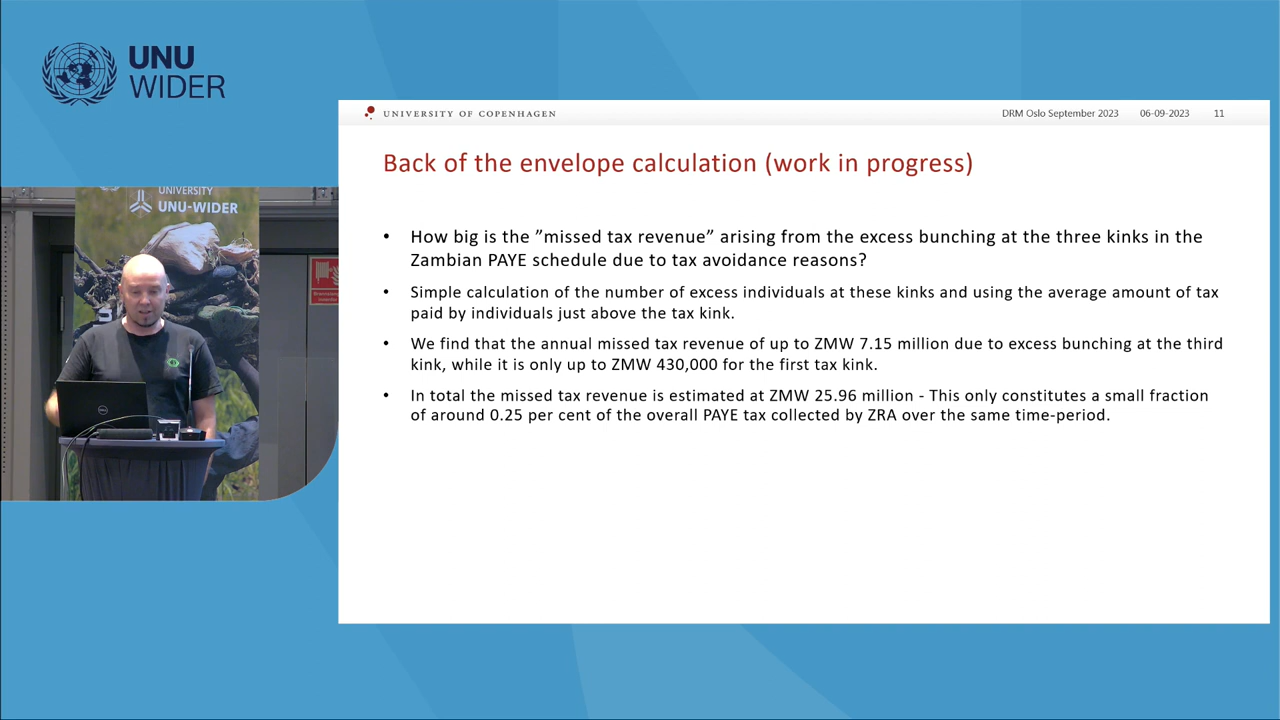 UNU
WIDER
UNIVERSITY OF COPENHAGEN
DRM Oslo September 2023 06-09-2023 11
Back of the envelope calculation (work in progress)
• How big is the ”missed tax revenue” arising from the excess bunching at the three kinks in the
Zambian PAYE schedule due to tax avoidance reasons?
• Simple calculation of the number of excess individuals at these kinks and using the average amount of tax
paid by individuals just above the tax kink.
• We find that the annual missed tax revenue of up to ZMW 7.15 million due to excess bunching at the third
kink, while it is only up to ZMW 430,000 for the first tax kink.
• In total the missed tax revenue is estimated at ZMW 25.96 million - This only constitutes a small fraction
of around 0.25 per cent of the overall PAYE tax collected by ZRA over the same time-period.
UNIVERSITY
UNU-WIDER
DELL